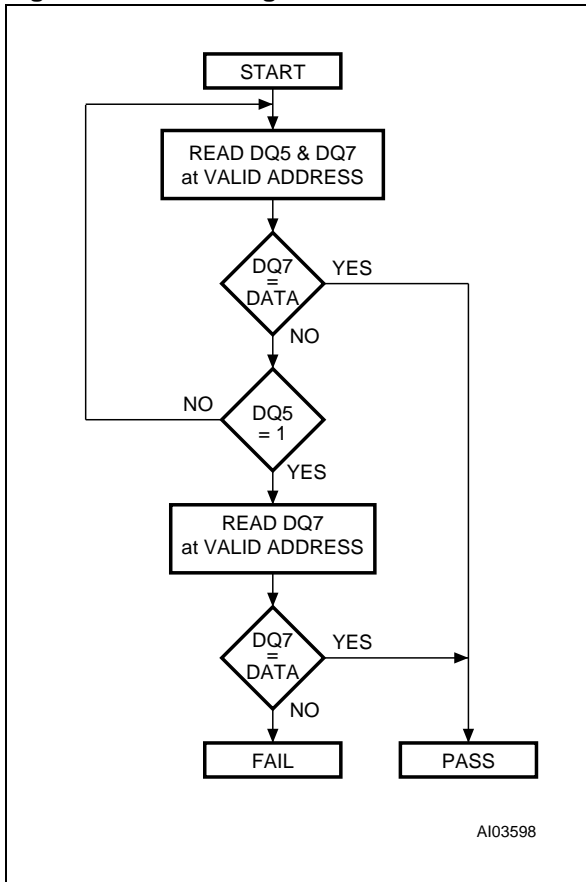 START
READ DQ5 & DQ7
at VALID ADDRESS
DQ7
=
DATA
YES
NO
DQ5
= 1
NO
YES
READ DQ7
at VALID ADDRESS
DQ7
=
DATA
YES
NO
FAIL
PASS
AI03598